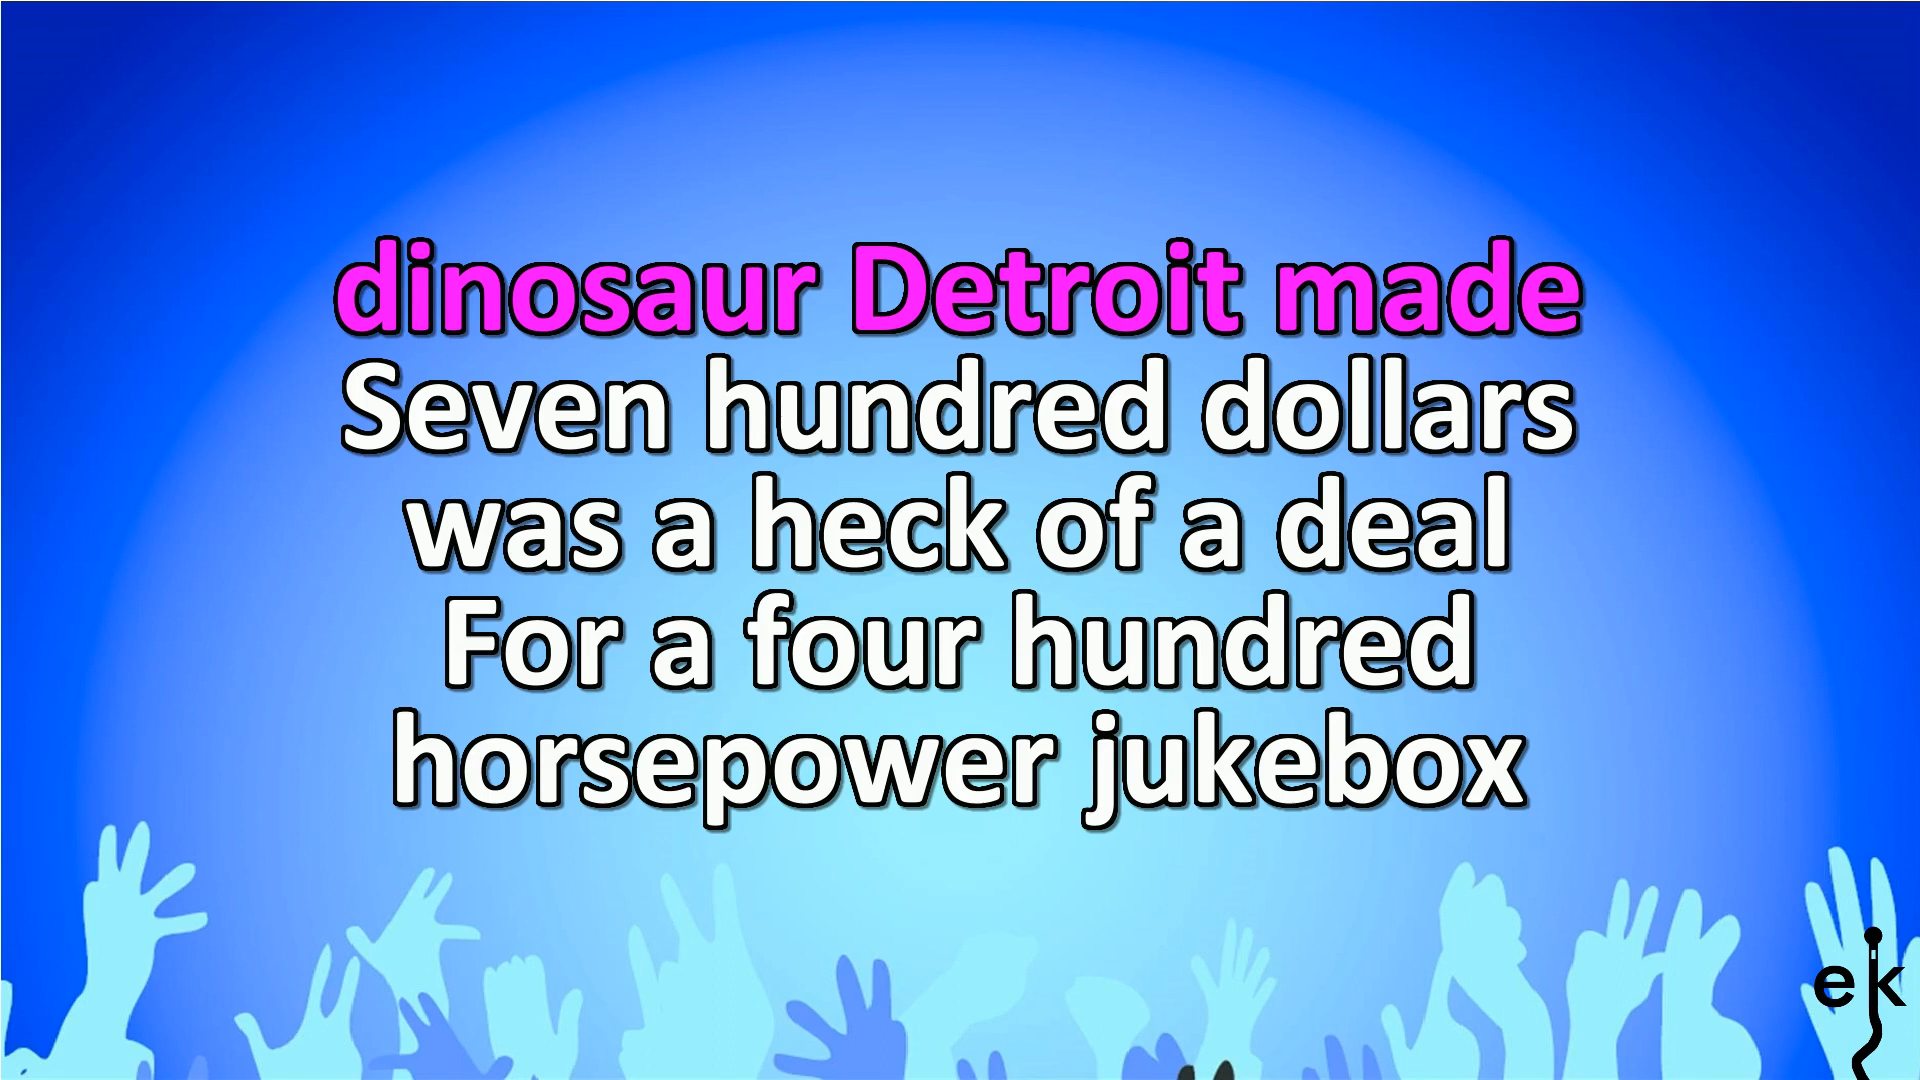 dinosaur Detroit made
Seven hundred dollars
was a heck of a deal
For a four hundred
horsepower jukebox
ek